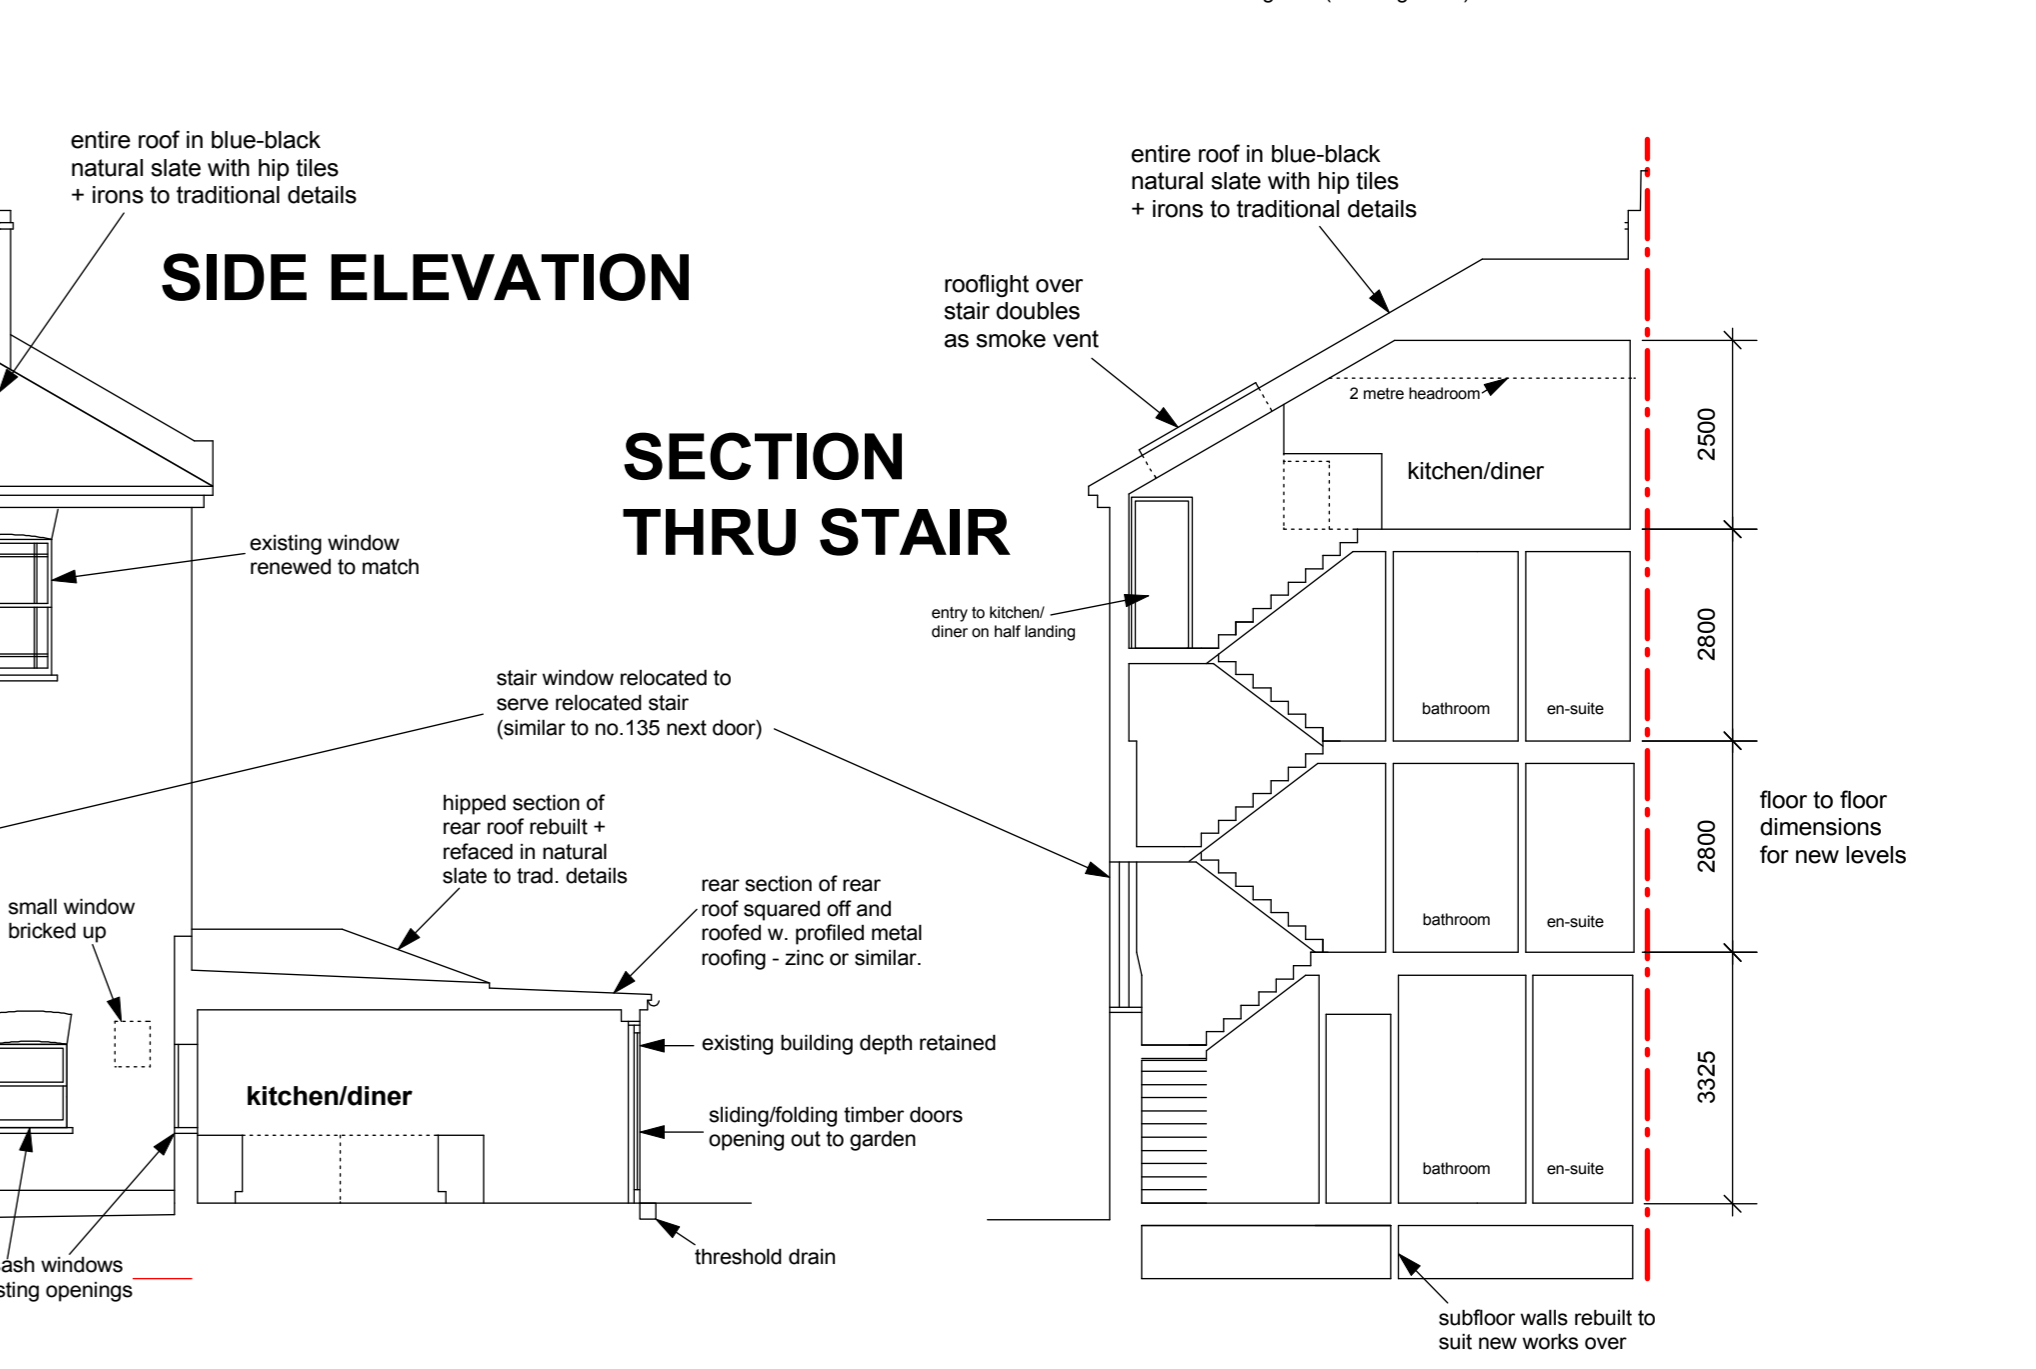 entire roof in blue-black
natural slate with hip tiles
+ irons to traditional details
SIDE ELEVATION
entire roof in blue-black
natural slate with hip tiles
+ irons to traditional details
rooflight over
stair doubles
as smoke vent
2 metre headroom
2500
SECTION
THRU STAIR
kitchen/diner
existing window
renewed to match
entry to kitchen/
diner on half landing
2800
stair window relocated to
serve relocated stair
(similar to no.135 next door)
bathroom
en-suite
hipped section of
rear roof rebuilt +
refaced in natural
slate to trad. details
floor to floor
dimensions
for new levels
2800
small window
bricked up
rear section of rear
roof squared off and
roofed w. profiled metal
roofing - zinc or similar.
bathroom
en-suite
existing building depth retained
kitchen/diner
3325
sliding/folding timber doors
opening out to garden
bathroom
en-suite
threshold drain
windows
openings
subfloor walls rebuilt to
suit new works over